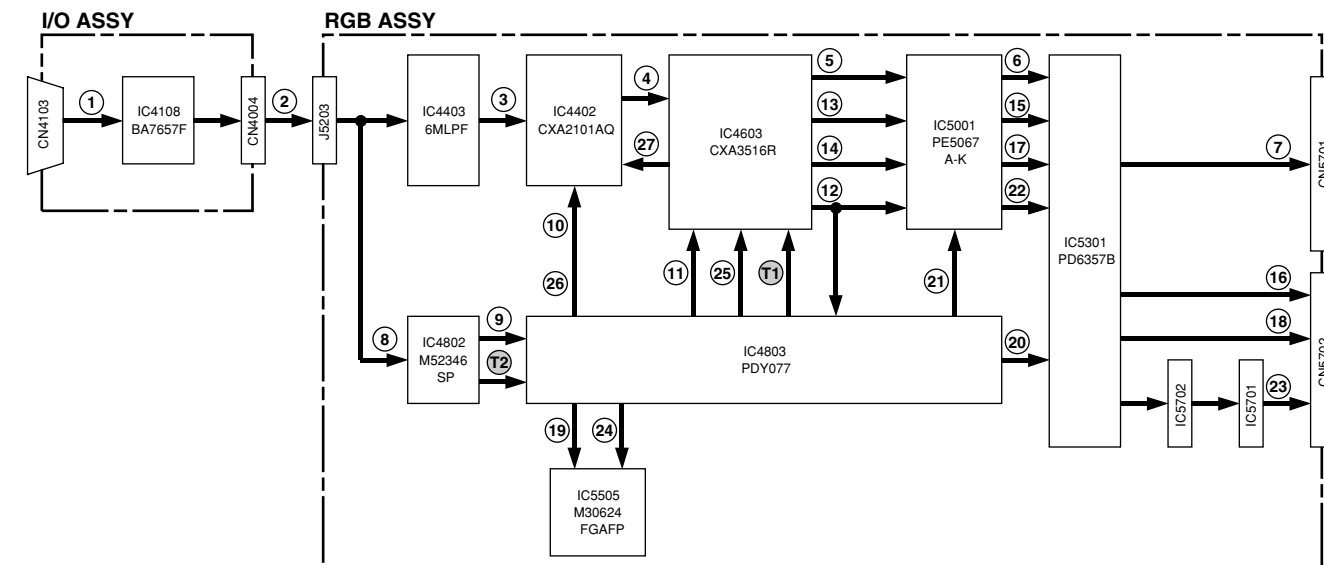 I/O ASSY
RGB ASSY
CN4103
1
IC4108
BA7657F
CN4004
2
J5203
IC4403
6MLPF
3
IC4402
CXA2101AQ
4
27
IC4603
CXA3516R
5
13
14
12
IC5001
PE5067
A-K
6
15
17
22
IC5301
PD6357B
7
CN5701
10
26
11
25
T1
21
16
18
CN5702
8
IC4802
M52346
SP
9
T2
IC4803
PDY077
20
IC5702
IC5701
23
19
24
IC5505
M30624
FGAFP